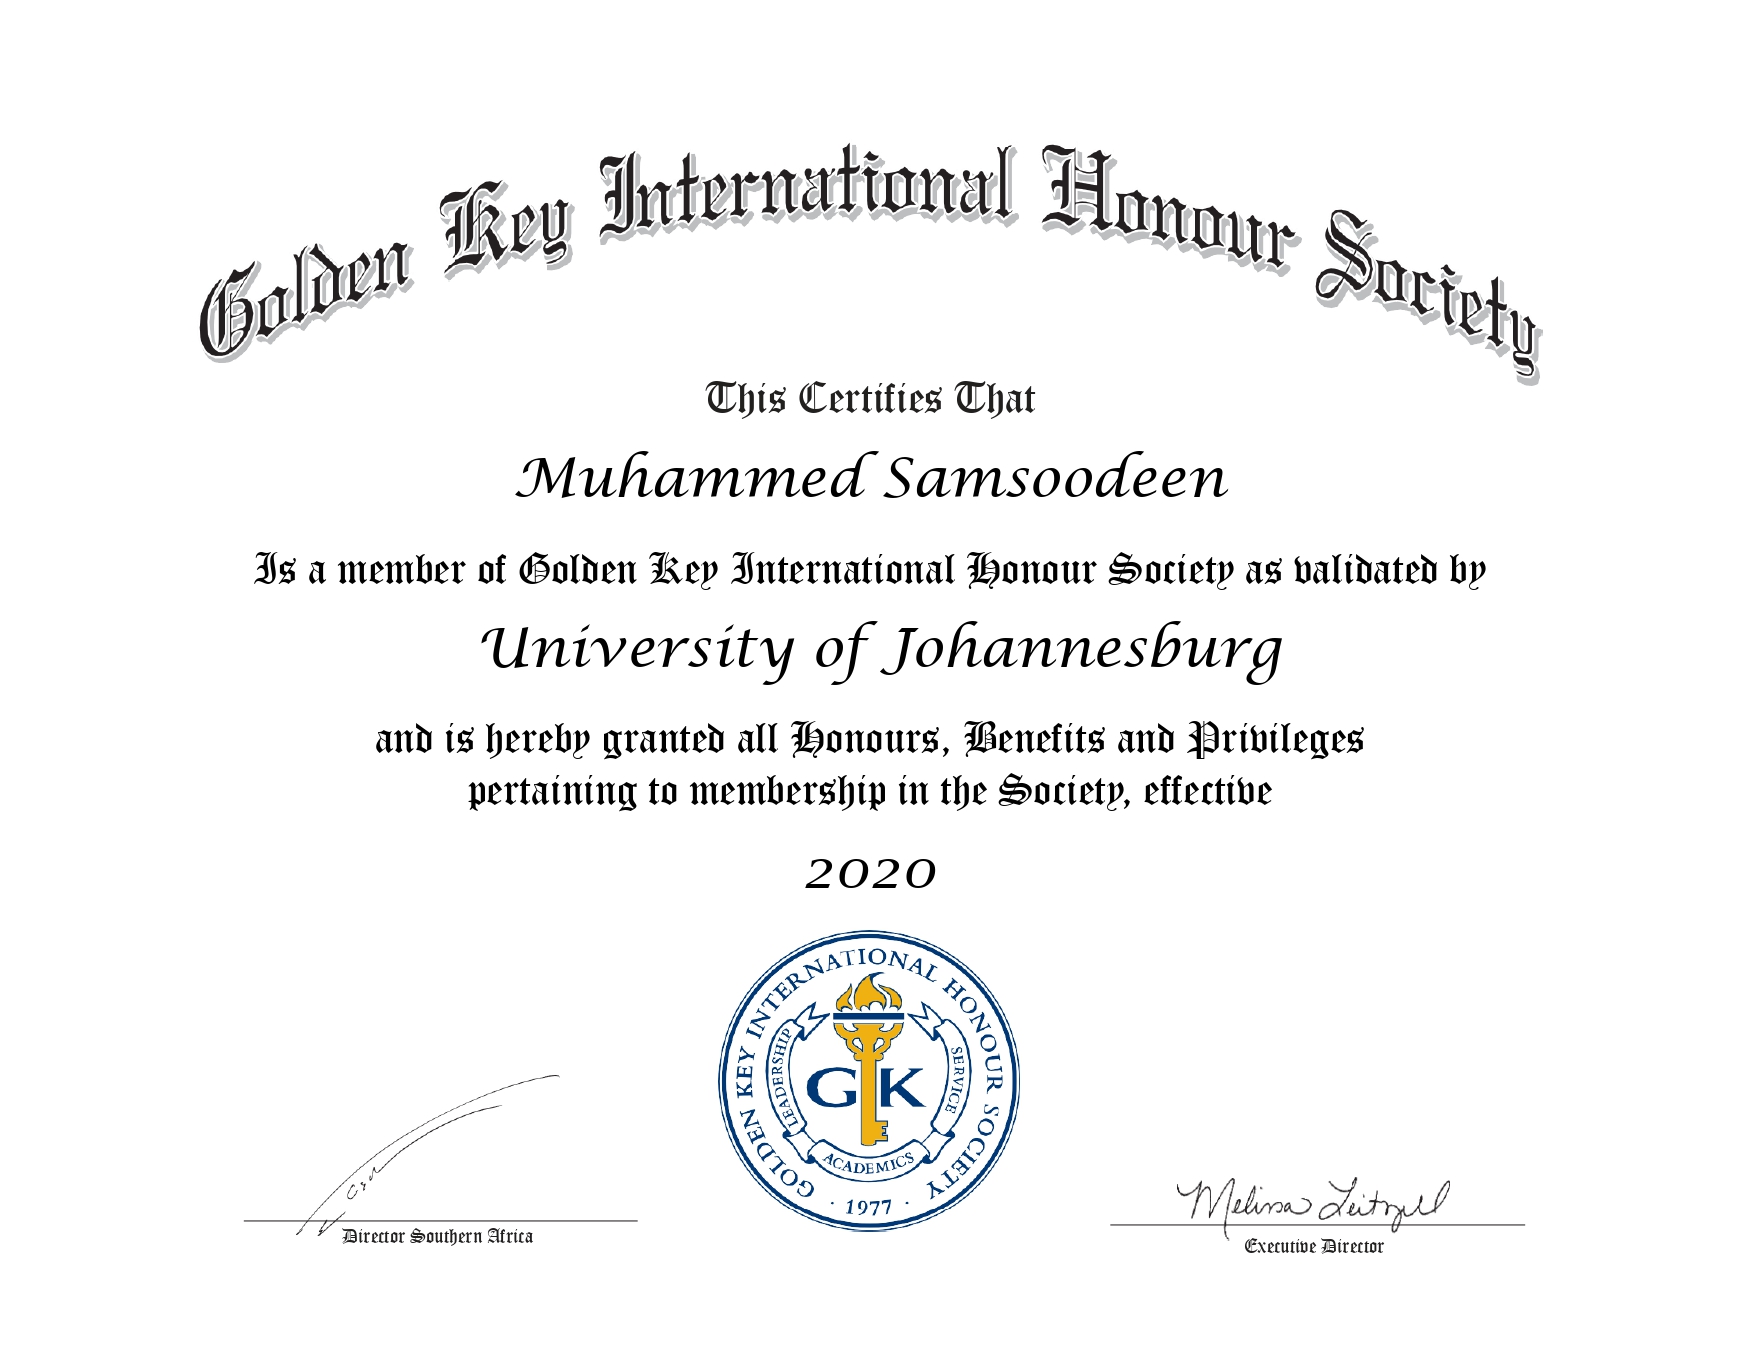 Golden Key International Honour Society
This Certifies That
Muhammed Samsoodeen
Is a member of Golden Key International Honour Society as validated by
University of Johannesburg
and is hereby granted all Honours, Benefits and Privileges
pertaining to membership in the Society, effective
2020
GOLDEN KEY INTERNATIONAL HONOUR SOCIETY
LEADERSHIP
SERVICE
GK
ACADEMICS
· 1977 ·
Director Southern Africa
Melissa Leitzell
Executive Director